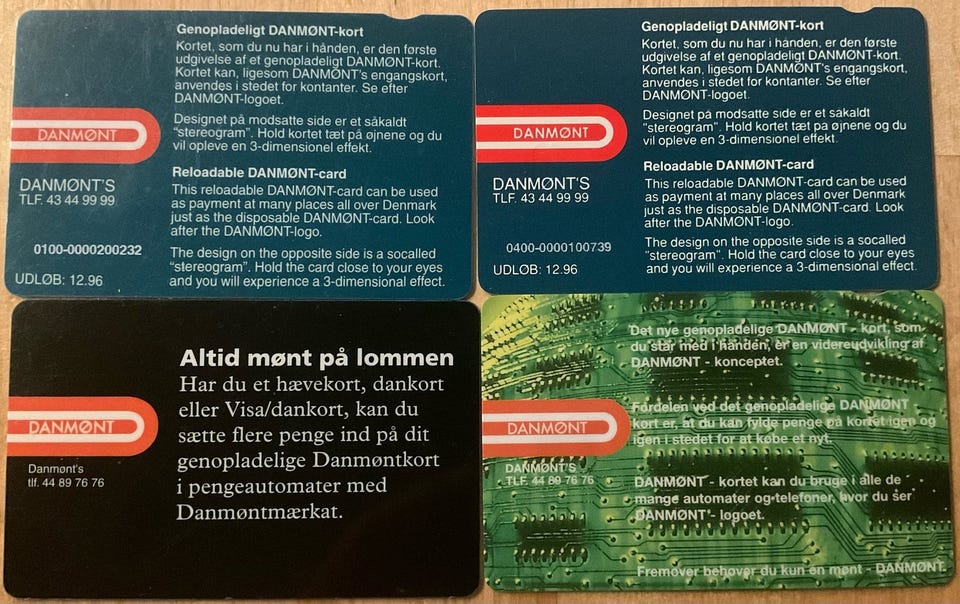 Genopladeligt DANMØNT-kort
Kortet, som du nu har i hånden, er den første
udgivelse af et genopladeligt DANMØNT-kort.
Kortet kan, ligesom DANMØNT's engangskort,
anvendes i stedet for kontanter. Se efter
DANMØNT-logoet.
Designet på modsatte side er et såkaldt
"stereogram". Hold kortet tæt på øjnene og du
vil opleve en 3-dimensionel effekt.
Reloadable DANMØNT-card
This reloadable DANMØNT-card can be used
as payment at many places all over Denmark
just as the disposable DANMØNT-card. Look
after the DANMØNT-logo.
The design on the opposite side is a socalled
"stereogram". Hold the card close to your eyes
and you will experience a 3-dimensional effect.
DANMØNT
DANMØNT'S
TLF. 43 44 99 99
0100-0000200232
UDLØB: 12.96
Genopladeligt DANMØNT-kort
Kortet, som du nu har i hånden, er den første
udgivelse af et genopladeligt DANMØNT-kort.
Kortet kan, ligesom DANMØNT's engangskort,
anvendes i stedet for kontanter. Se efter
DANMØNT-logoet.
Designet på modsatte side er et såkaldt
"stereogram". Hold kortet tæt på øjnene og du
vil opleve en 3-dimensionel effekt.
Reloadable DANMØNT-card
This reloadable DANMØNT-card can be used
as payment at many places all over Denmark
just as the disposable DANMØNT-card. Look
after the DANMØNT-logo.
The design on the opposite side is a socalled
"stereogram". Hold the card close to your eyes
and you will experience a 3-dimensional effect.
DANMØNT
DANMØNT'S
TLF. 43 44 99 99
0400-0000100739
UDLØB: 12.96
Altid mønt på lommen
Har du et hævekort, dankort
eller Visa/dankort, kan du
sætte flere penge ind på dit
genopladelige Danmøntkort
i pengeautomater med
Danmøntmærkat.
DANMØNT
Danmønt's
tlf. 44 89 76 76
Det nye genopladelige DANMØNT - kort, som
du står med i hånden, er en videreudvikling af
DANMØNT - konceptet.
Fordelen ved det genopladelige DANMØNT
kort er, at du kan fylde penge på kortet igen og
igen i stedet for at købe et nyt.
DANMØNT - kortet kan du bruge i alle de
mange automater og telefoner, hvor du ser
DANMØNT - logoet.
Fremover behøver du kun én mønt - DANMØNT.
DANMØNT
DANMØNT'S
TLF. 44 89 76 76